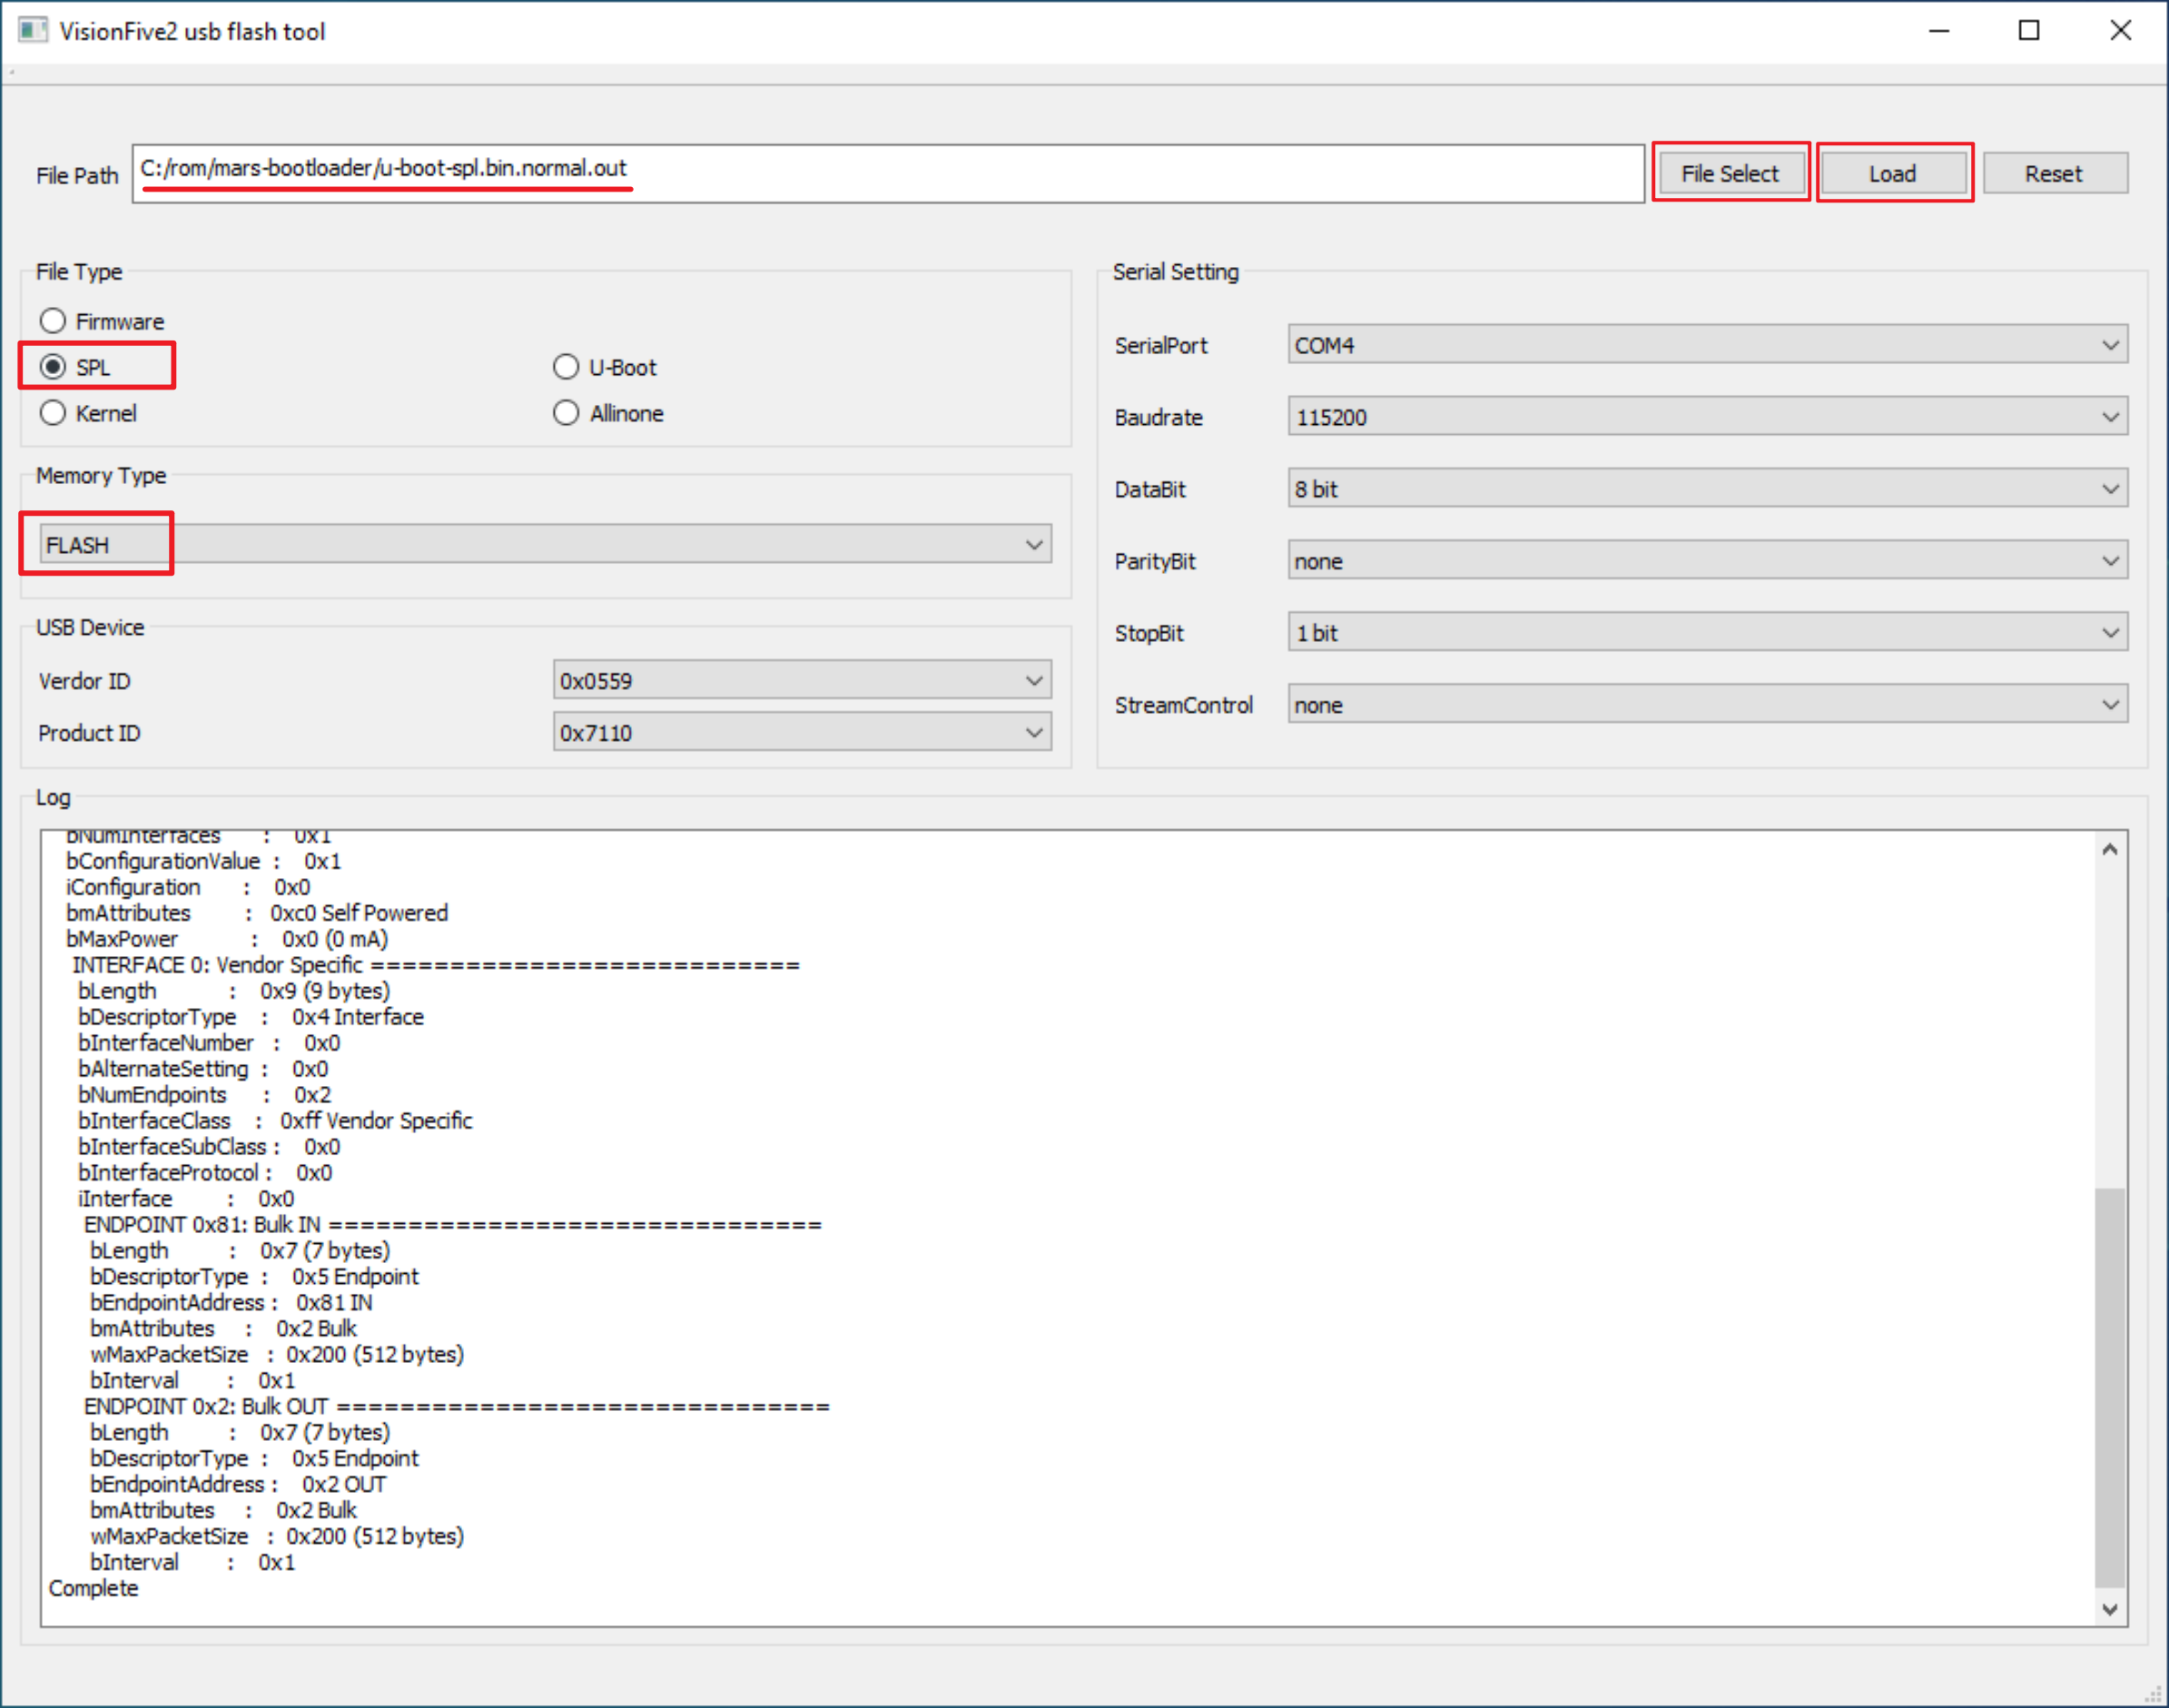 VisionFive2 usb flash tool
File Path C:/rom/mars-bootloader/u-boot-spl.bin.normal.out File Select Load Reset
File Type
Firmware
SPL U-Boot
Kernel Allinone
Memory Type
FLASH
USB Device
Verdor ID 0x0559
Product ID 0x7110
Serial Setting
SerialPort COM4
Baudrate 115200
DataBit 8 bit
ParityBit none
StopBit 1 bit
StreamControl none
Log
bNumInterfaces : 0x1
bConfigurationValue : 0x1
iConfiguration : 0x0
bmAttributes : 0xc0 Self Powered
bMaxPower : 0x0 (0 mA)
INTERFACE 0: Vendor Specific ===========================
bLength : 0x9 (9 bytes)
bDescriptorType : 0x4 Interface
bInterfaceNumber : 0x0
bAlternateSetting : 0x0
bNumEndpoints : 0x2
bInterfaceClass : 0xff Vendor Specific
bInterfaceSubClass : 0x0
bInterfaceProtocol : 0x0
iInterface : 0x0
ENDPOINT 0x81: Bulk IN ===============================
bLength : 0x7 (7 bytes)
bDescriptorType : 0x5 Endpoint
bEndpointAddress : 0x81 IN
bmAttributes : 0x2 Bulk
wMaxPacketSize : 0x200 (512 bytes)
bInterval : 0x1
ENDPOINT 0x2: Bulk OUT ===============================
bLength : 0x7 (7 bytes)
bDescriptorType : 0x5 Endpoint
bEndpointAddress : 0x2 OUT
bmAttributes : 0x2 Bulk
wMaxPacketSize : 0x200 (512 bytes)
bInterval : 0x1
Complete